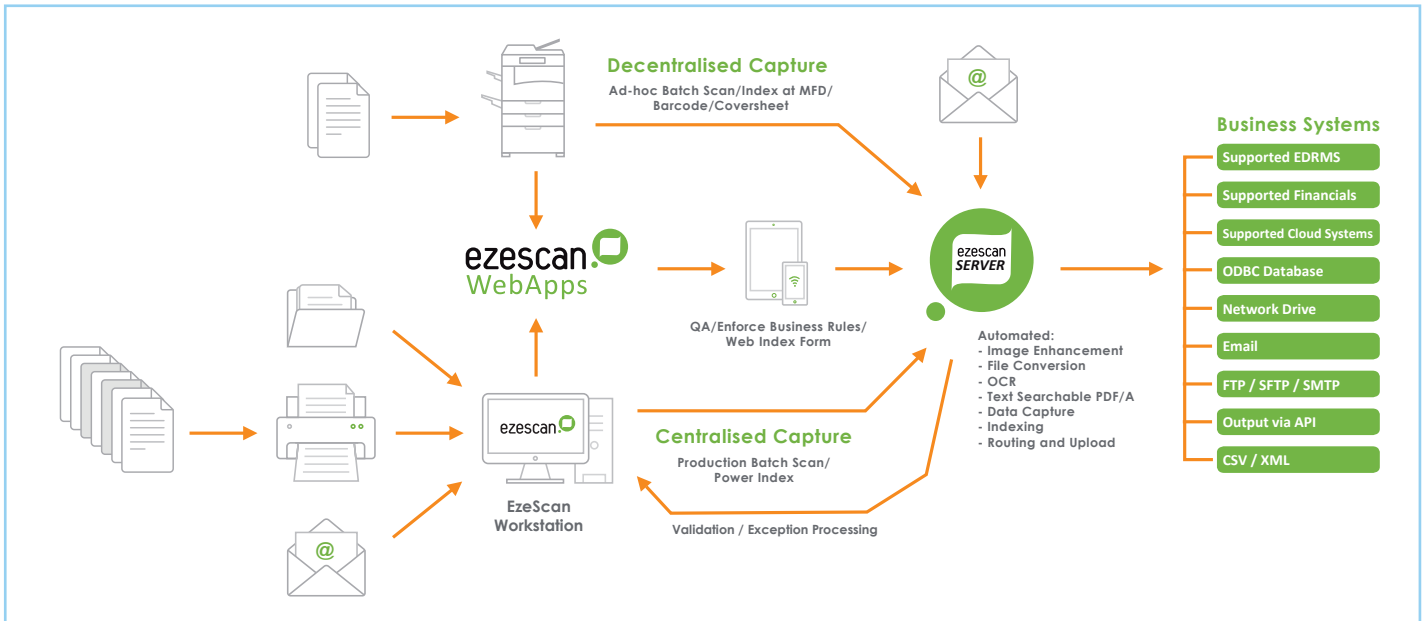 Decentralised Capture
Ad-hoc Batch Scan/Index at MFD/
Barcode/Coversheet
@
Business Systems
Supported EDRMS
Supported Financials
Supported Cloud Systems
ODBC Database
Network Drive
Email
FTP / SFTP / SMTP
Output via API
CSV / XML
ezescan
WebApps
ezescan
SERVER
QA/Enforce Business Rules/
Web Index Form
Automated:
- Image Enhancement
- File Conversion
- OCR
- Text Searchable PDF/A
- Data Capture
- Indexing
- Routing and Upload
ezescan
Centralised Capture
Production Batch Scan/
Power Index
EzeScan
Workstation
Validation / Exception Processing
@